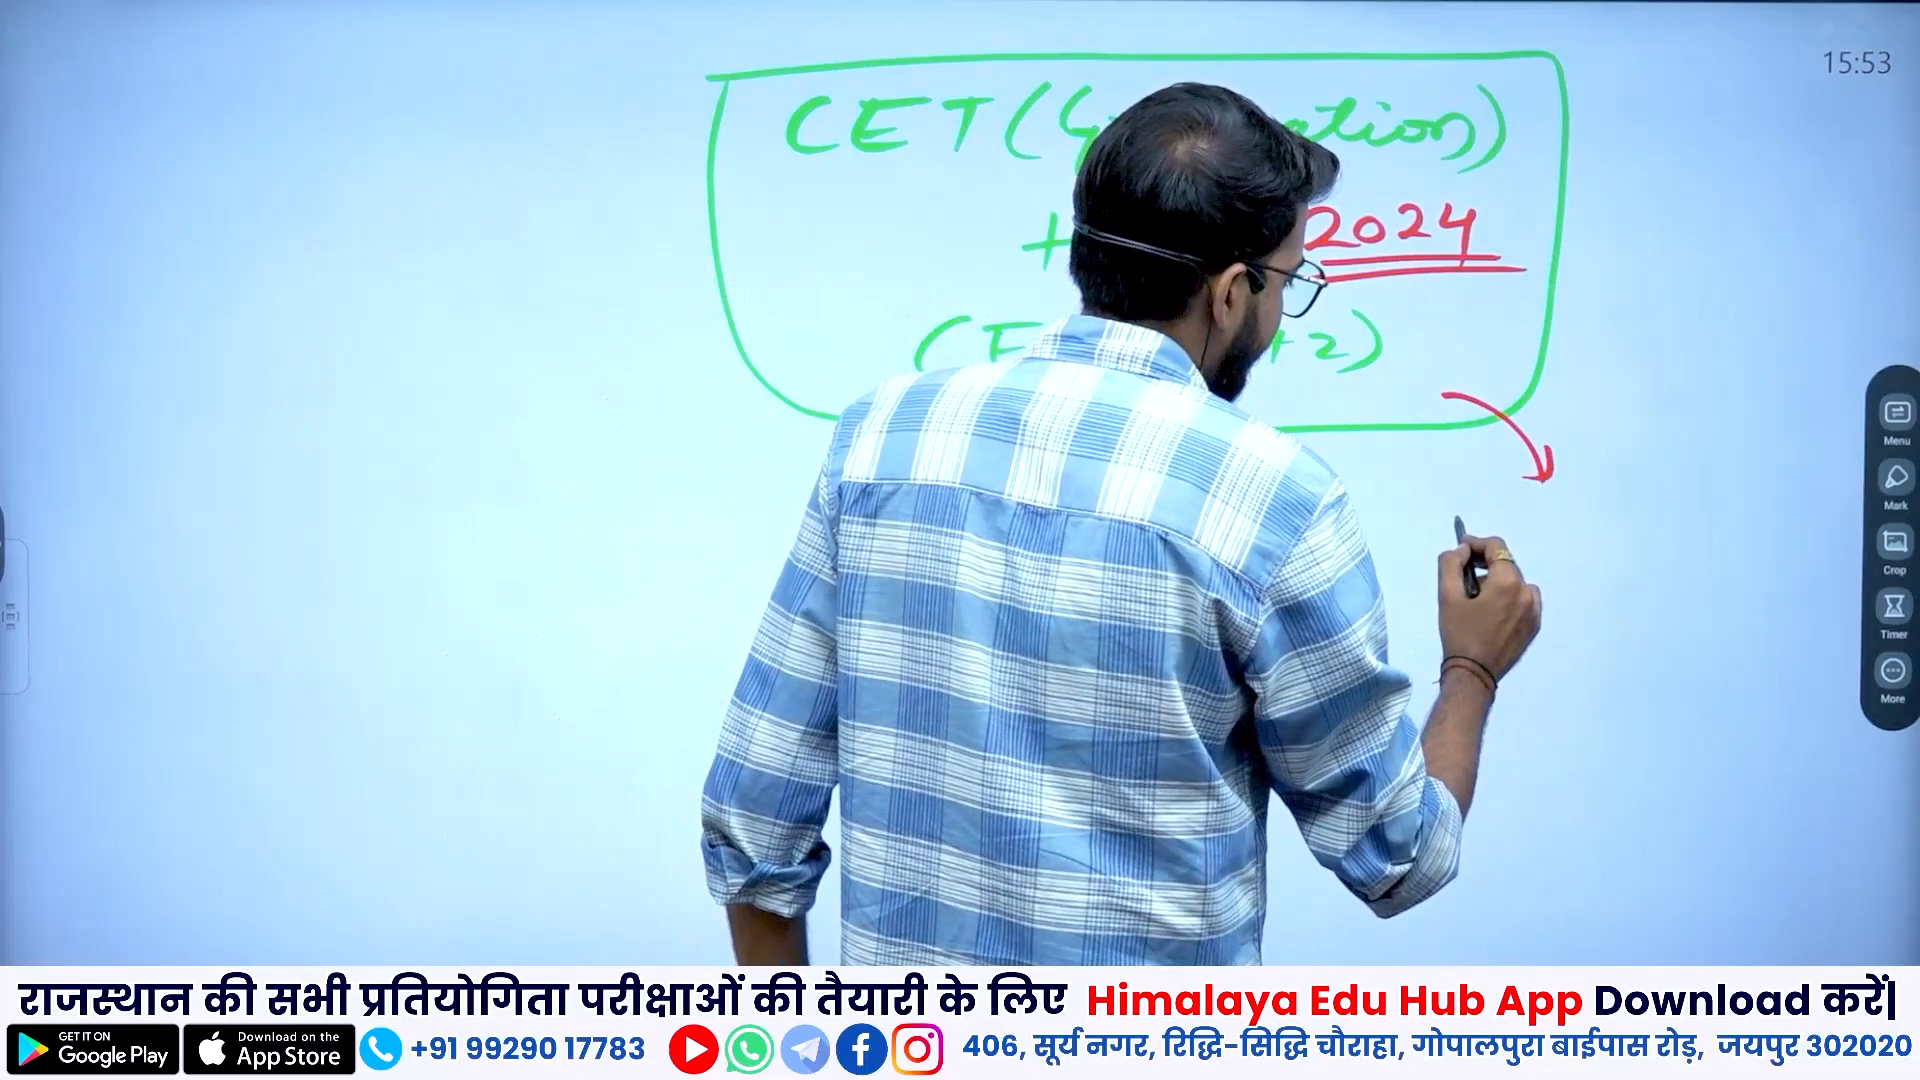 15:53
CET (
ation)
+
2024
+2)
Menu
Mark
Crop
Timer
More
राजस्थान की सभी प्रतियोगिता परीक्षाओं की तैयारी के लिए Himalaya Edu Hub App Download करें|
GET IT ON
Google Play
Download on the
App Store
+91 99290 17783
406, सूर्य नगर, रिद्धि-सिद्धि चौराहा, गोपालपुरा बाईपास रोड़, जयपुर 302020